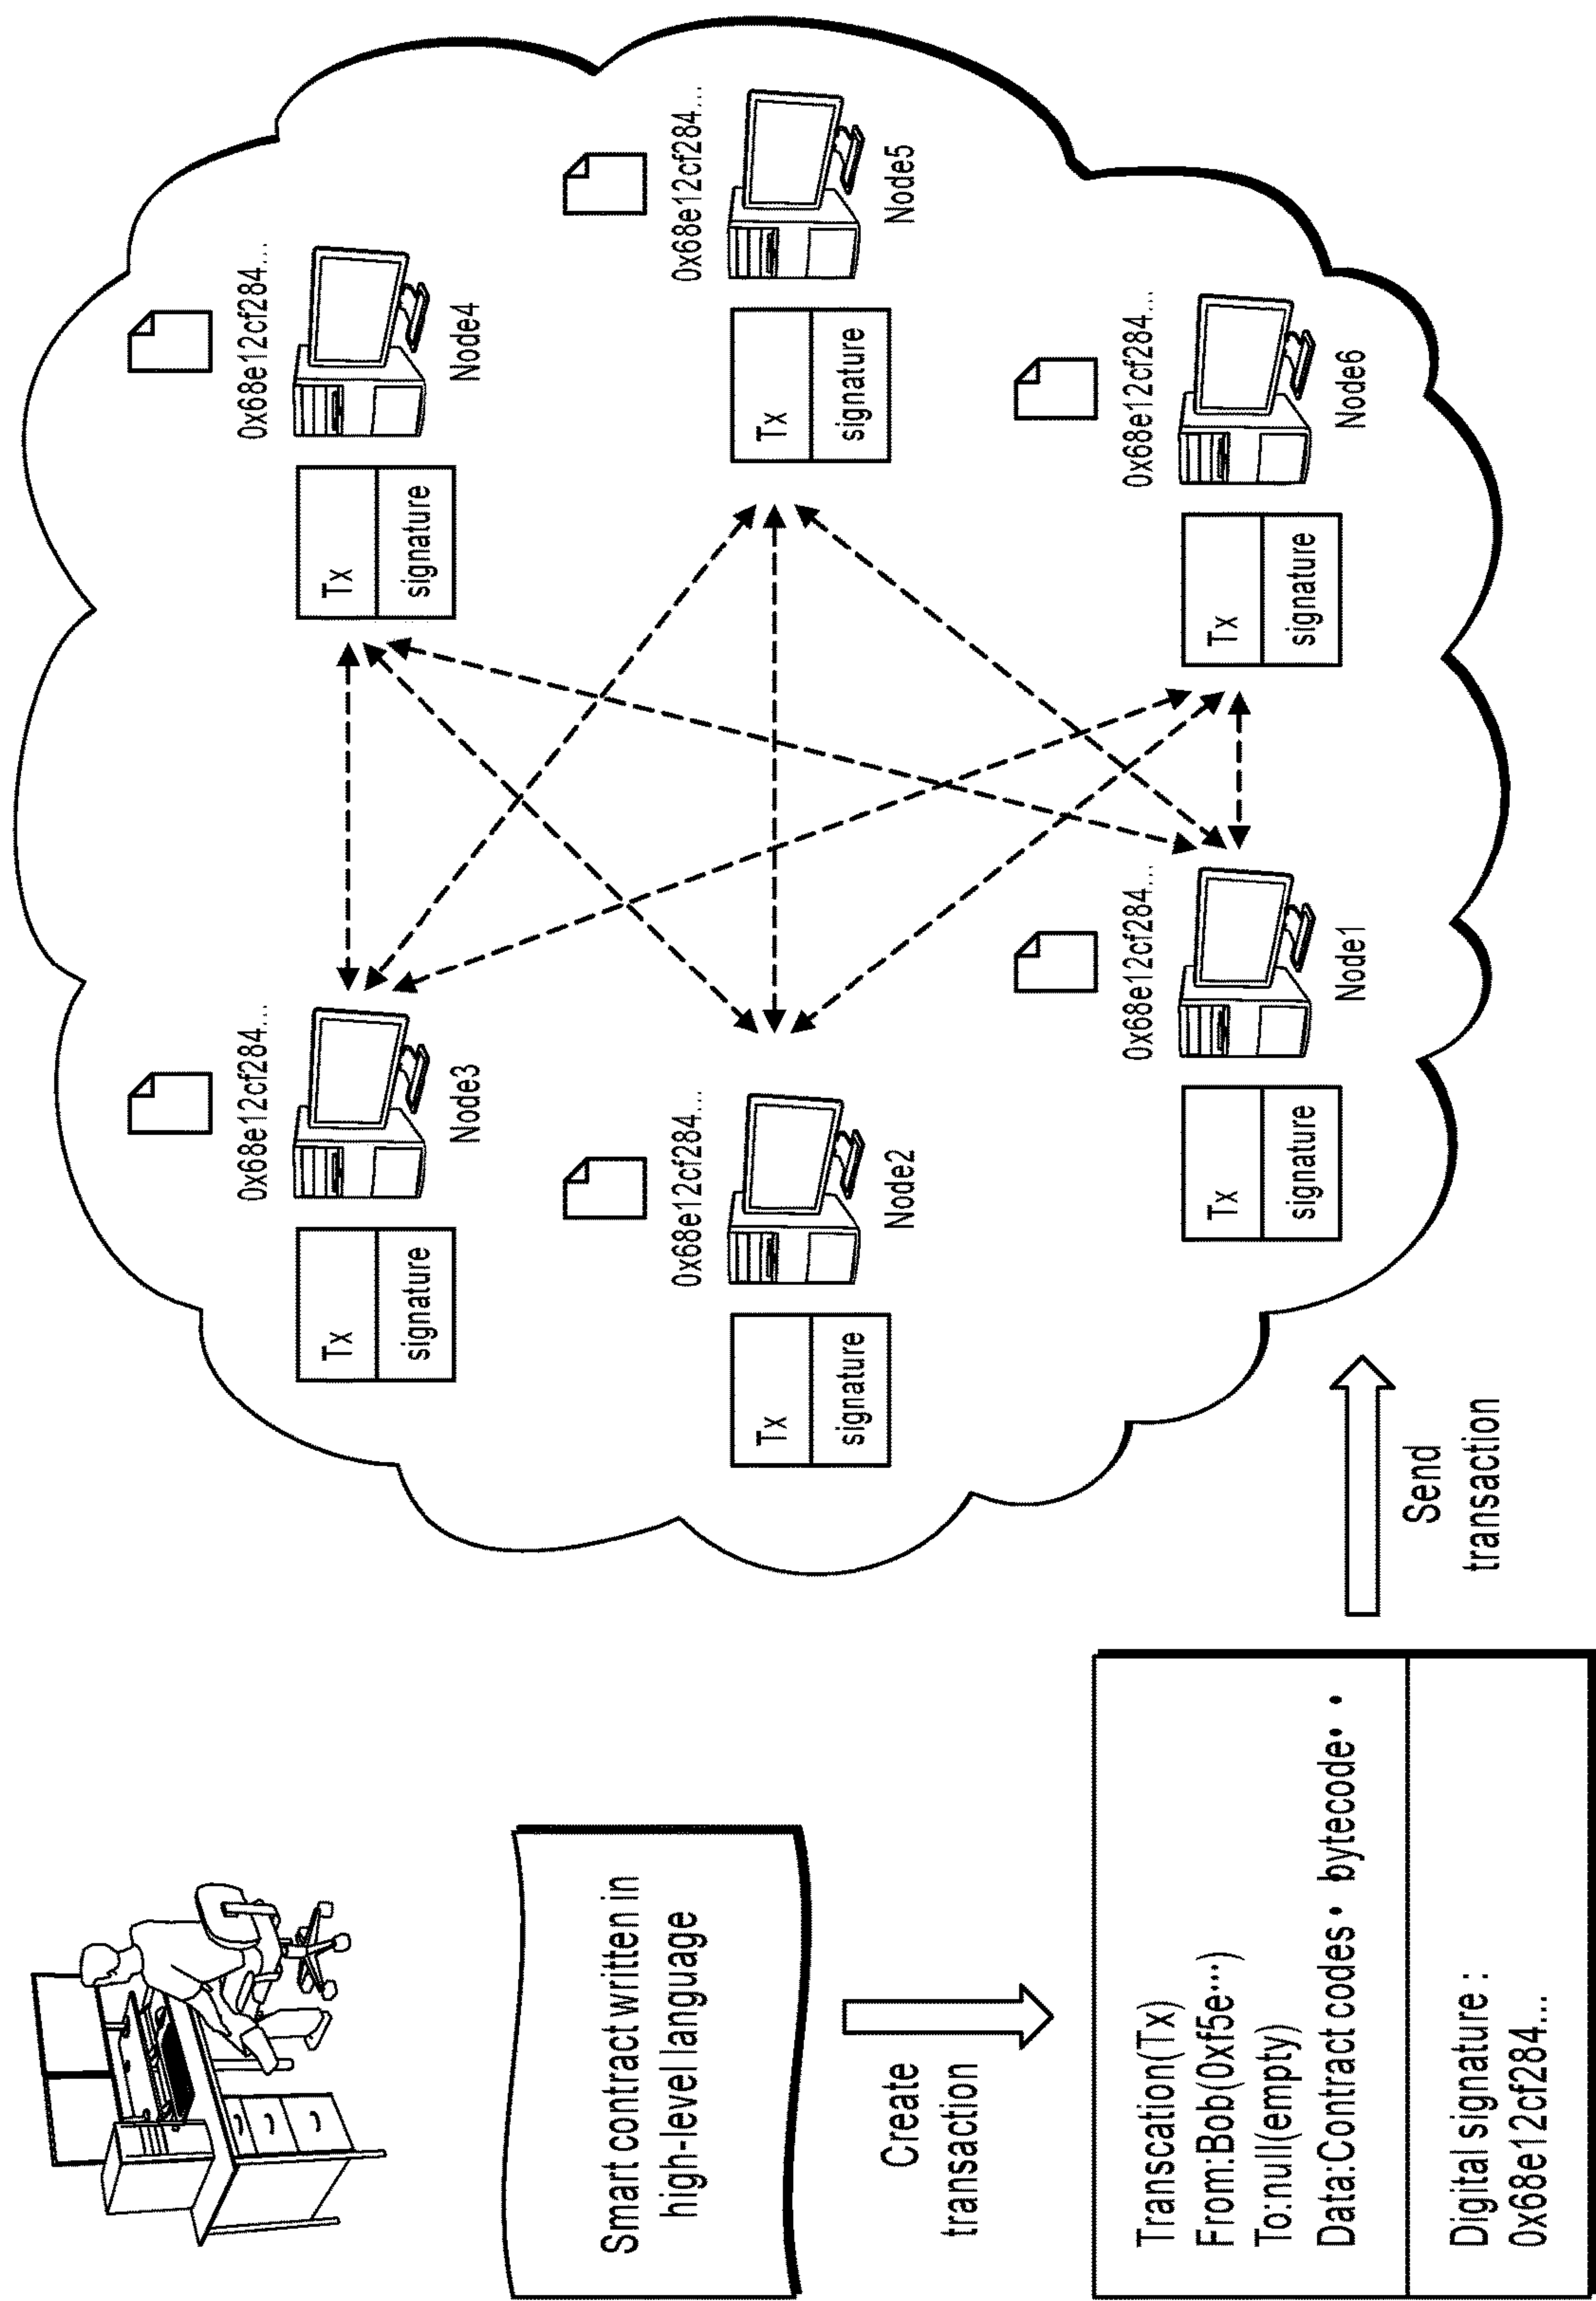 Smart contract written in
high-level language
Create
transaction
Transcation(Tx)
From:Bob(0xf5e···)
To:null(empty)
Data:Contract codes· bytecode· ·
Digital signature :
0x68e12cf284...
Send
transaction
0x68e12cf284...
Node3
Tx
signature
0x68e12cf284...
Node4
Tx
signature
0x68e12cf284...
Node2
Tx
signature
0x68e12cf284...
Node5
Tx
signature
0x68e12cf284...
Node1
Tx
signature
0x68e12cf284...
Node6
Tx
signature